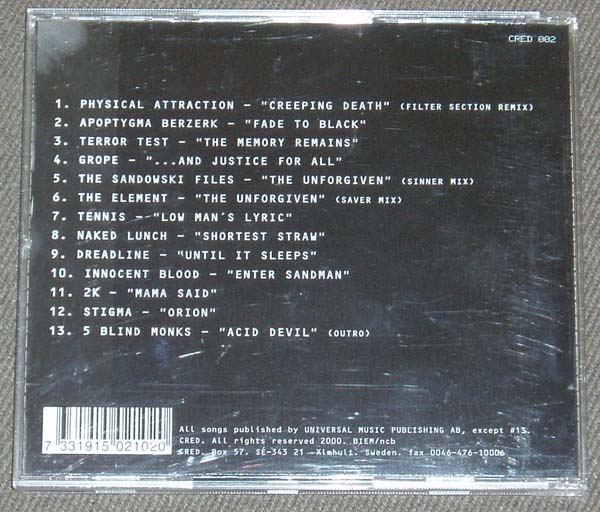 CRED 002
1. PHYSICAL ATTRACTION - "CREEPING DEATH" (FILTER SECTION REMIX)
2. APOPTYGMA BERZERK - "FADE TO BLACK"
3. TERROR TEST - "THE MEMORY REMAINS"
4. GROPE - "...AND JUSTICE FOR ALL"
5. THE SANDOWSKI FILES - "THE UNFORGIVEN" (SINNER MIX)
6. THE ELEMENT - "THE UNFORGIVEN" (SAVER MIX)
7. TENNIS - "LOW MAN´S LYRIC"
8. NAKED LUNCH - "SHORTEST STRAW"
9. DREADLINE - "UNTIL IT SLEEPS"
10. INNOCENT BLOOD - "ENTER SANDMAN"
11. 2K - "MAMA SAID"
12. STIGMA - "ORION"
13. 5 BLIND MONKS - "ACID DEVIL" (OUTRO)
All songs published by UNIVERSAL MUSIC PUBLISHING AB, except #13.
CRED. All rights reserved 2000. BIEM/ncb
CRED. Box 57. SE-343 21 - Xlmhult. Sweden. fax 0046-476-10006
7 331915 021020